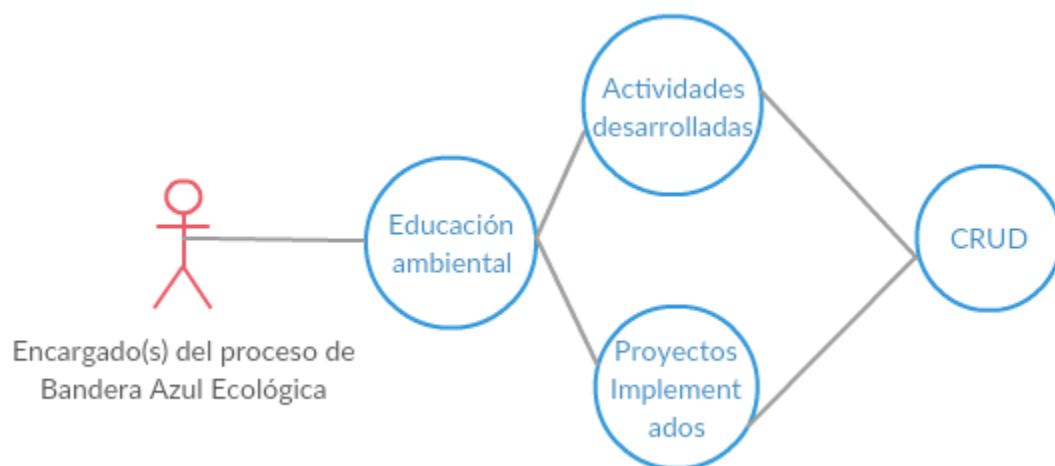 Encargado(s) del proceso de
Bandera Azul Ecológica
Educación
ambiental
Actividades
desarrolladas
Proyectos
Implement
ados
CRUD